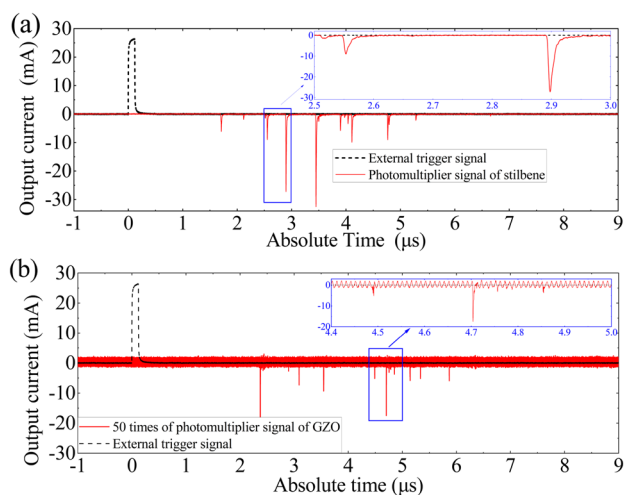 (a)
30
20
10
0
-10
-20
-30
Output current (mA)
0
-10
-20
-30
2.5 2.6 2.7 2.8 2.9 3.0
External trigger signal
Photomultiplier signal of stilbene
-1 0 1 2 3 4 5 6 7 8 9
Absolute Time (μs)
(b)
30
20
10
0
-10
-20
-30
Output current (mA)
0
-10
-20
4.4 4.5 4.6 4.7 4.8 4.9 5.0
50 times of photomultiplier signal of GZO
External trigger signal
-1 0 1 2 3 4 5 6 7 8 9
Absolute time (μs)